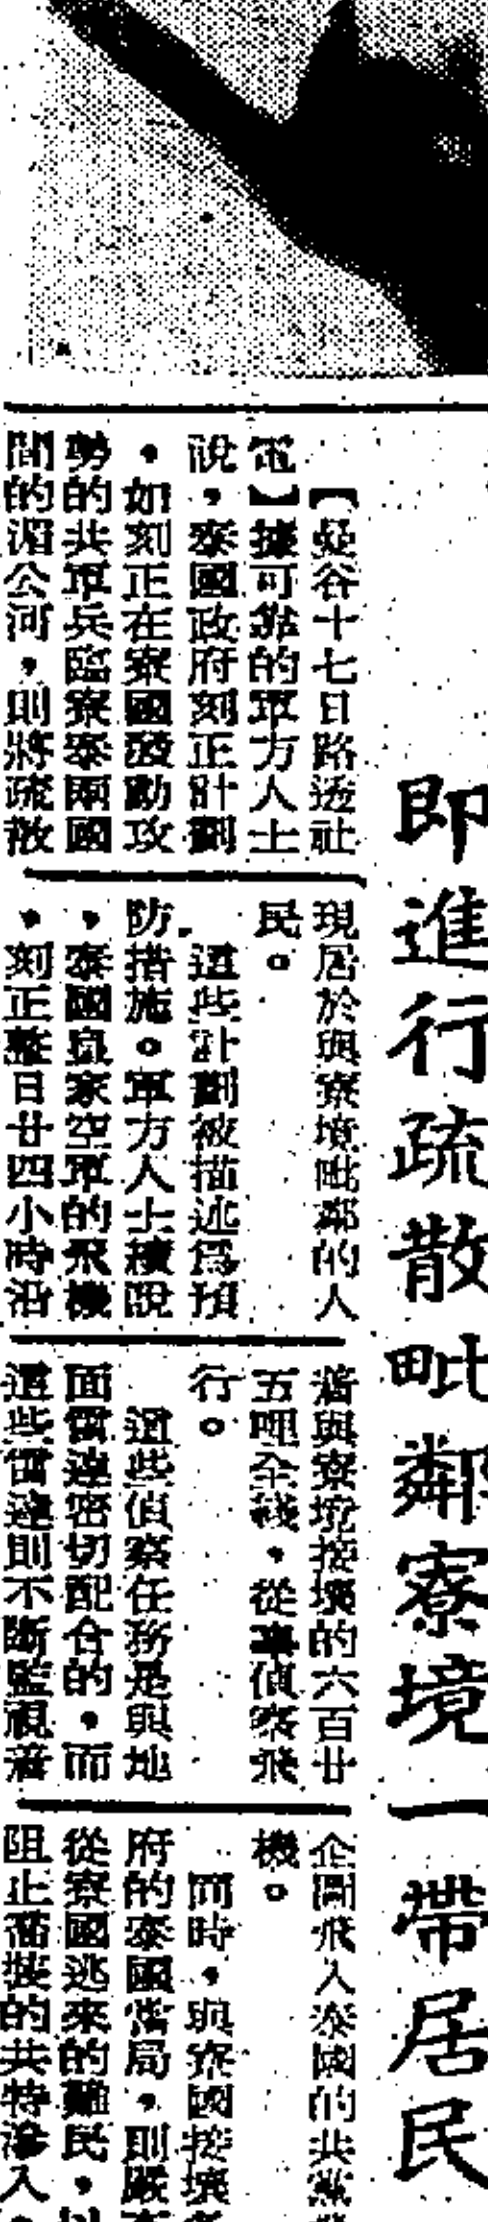 即進行疏散毗鄰寮境一帶居民
【曼谷十七日路透社
電】據可靠的軍方人士
說,泰國政府刻正計劃
,如刻正在寮國發動攻
勢的共軍兵臨寮泰兩國
間的湄公河,則將疏散
現居於與寮境毗鄰的人
民。
這些計劃被描述爲預
防措施。軍方人士續說
,泰國皇家空軍的飛機
,刻正整日廿四小時沿
着與寮境接壤的六百廿
五哩全綫,從事偵察飛
行。
這些偵察任務是與地
面雷達密切配合的,而
這些雷達則不斷監視着
企圖飛入泰國的共黨
機。
同時,與寮國接壤
府的泰國當局,則嚴
從寮國逃來的難民,以
阻止喬裝的共特滲入,